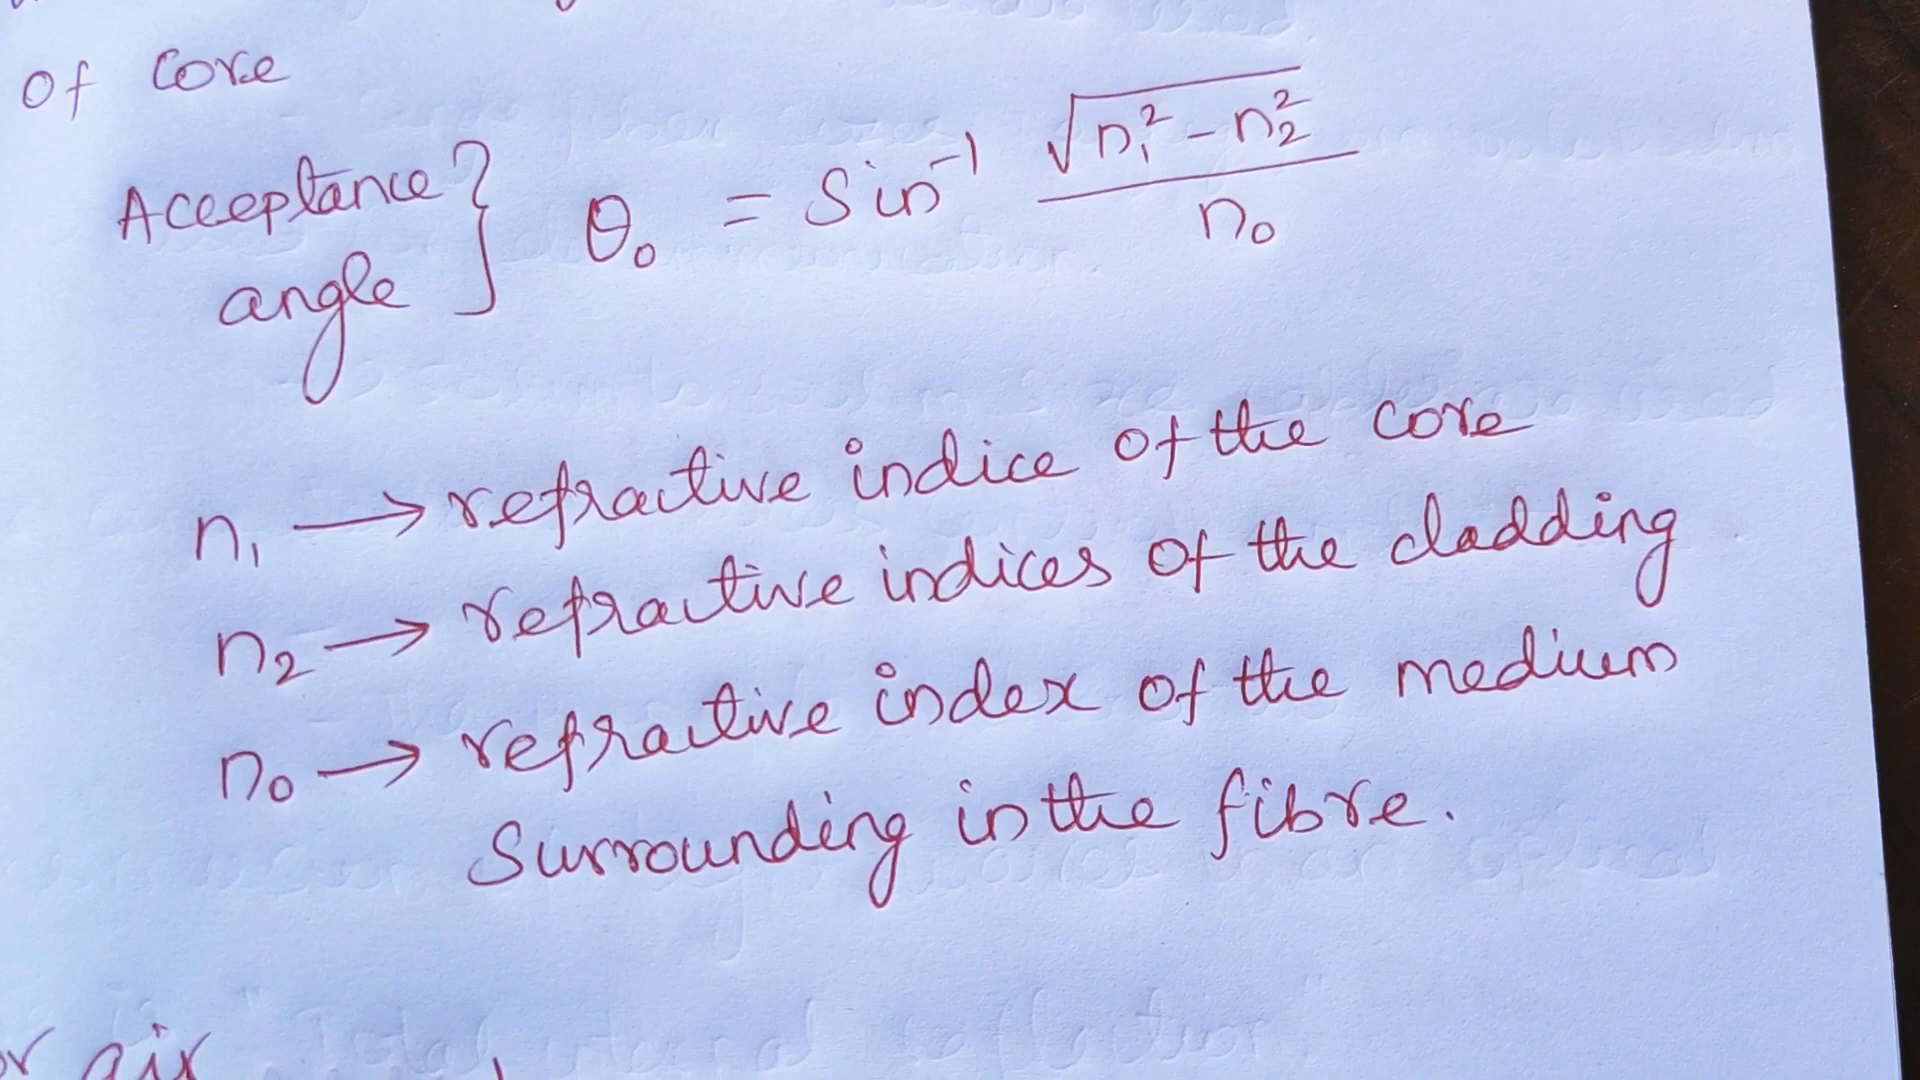 of core
Acceptance angle } θ₀ = Sin⁻¹ √(n₁² - n₂²) / n₀
n₁ → refractive indice of the core
n₂ → refractive indices of the cladding
n₀ → refractive index of the medium
Surrounding in the fibre.
air